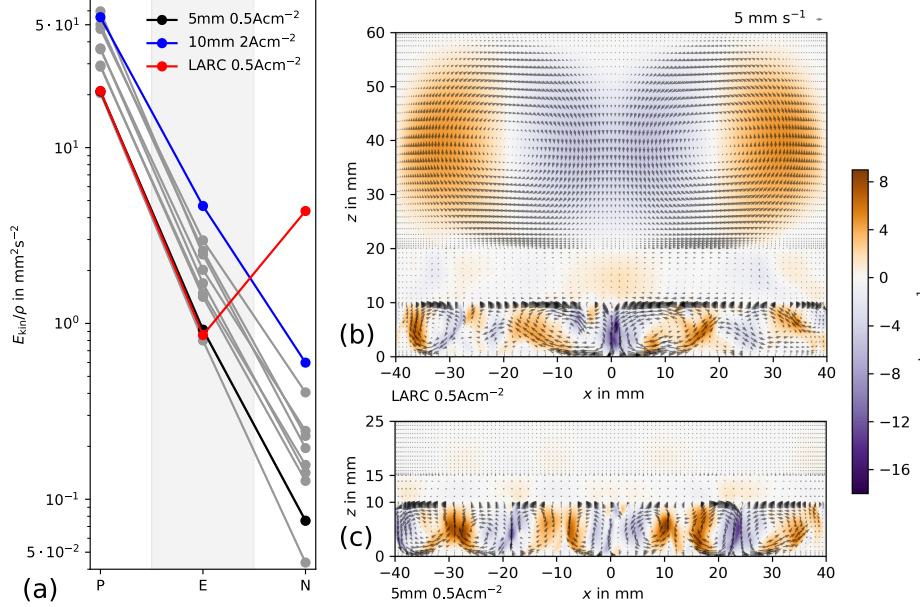 5 · 10¹
10¹
10⁰
10⁻¹
5 · 10⁻²
E_kin/ρ in mm²s⁻²
P
E
N
(a)
5mm 0.5Acm⁻²
10mm 2Acm⁻²
LARC 0.5Acm⁻²
5 mm s⁻¹
60
50
40
30
20
10
0
z in mm
(b)
−40 −30 −20 −10 0 10 20 30 40
LARC 0.5Acm⁻²
x in mm
25
15
10
0
z in mm
(c)
−40 −30 −20 −10 0 10 20 30 40
5mm 0.5Acm⁻²
x in mm
8
4
0
−4
−8
−12
−16